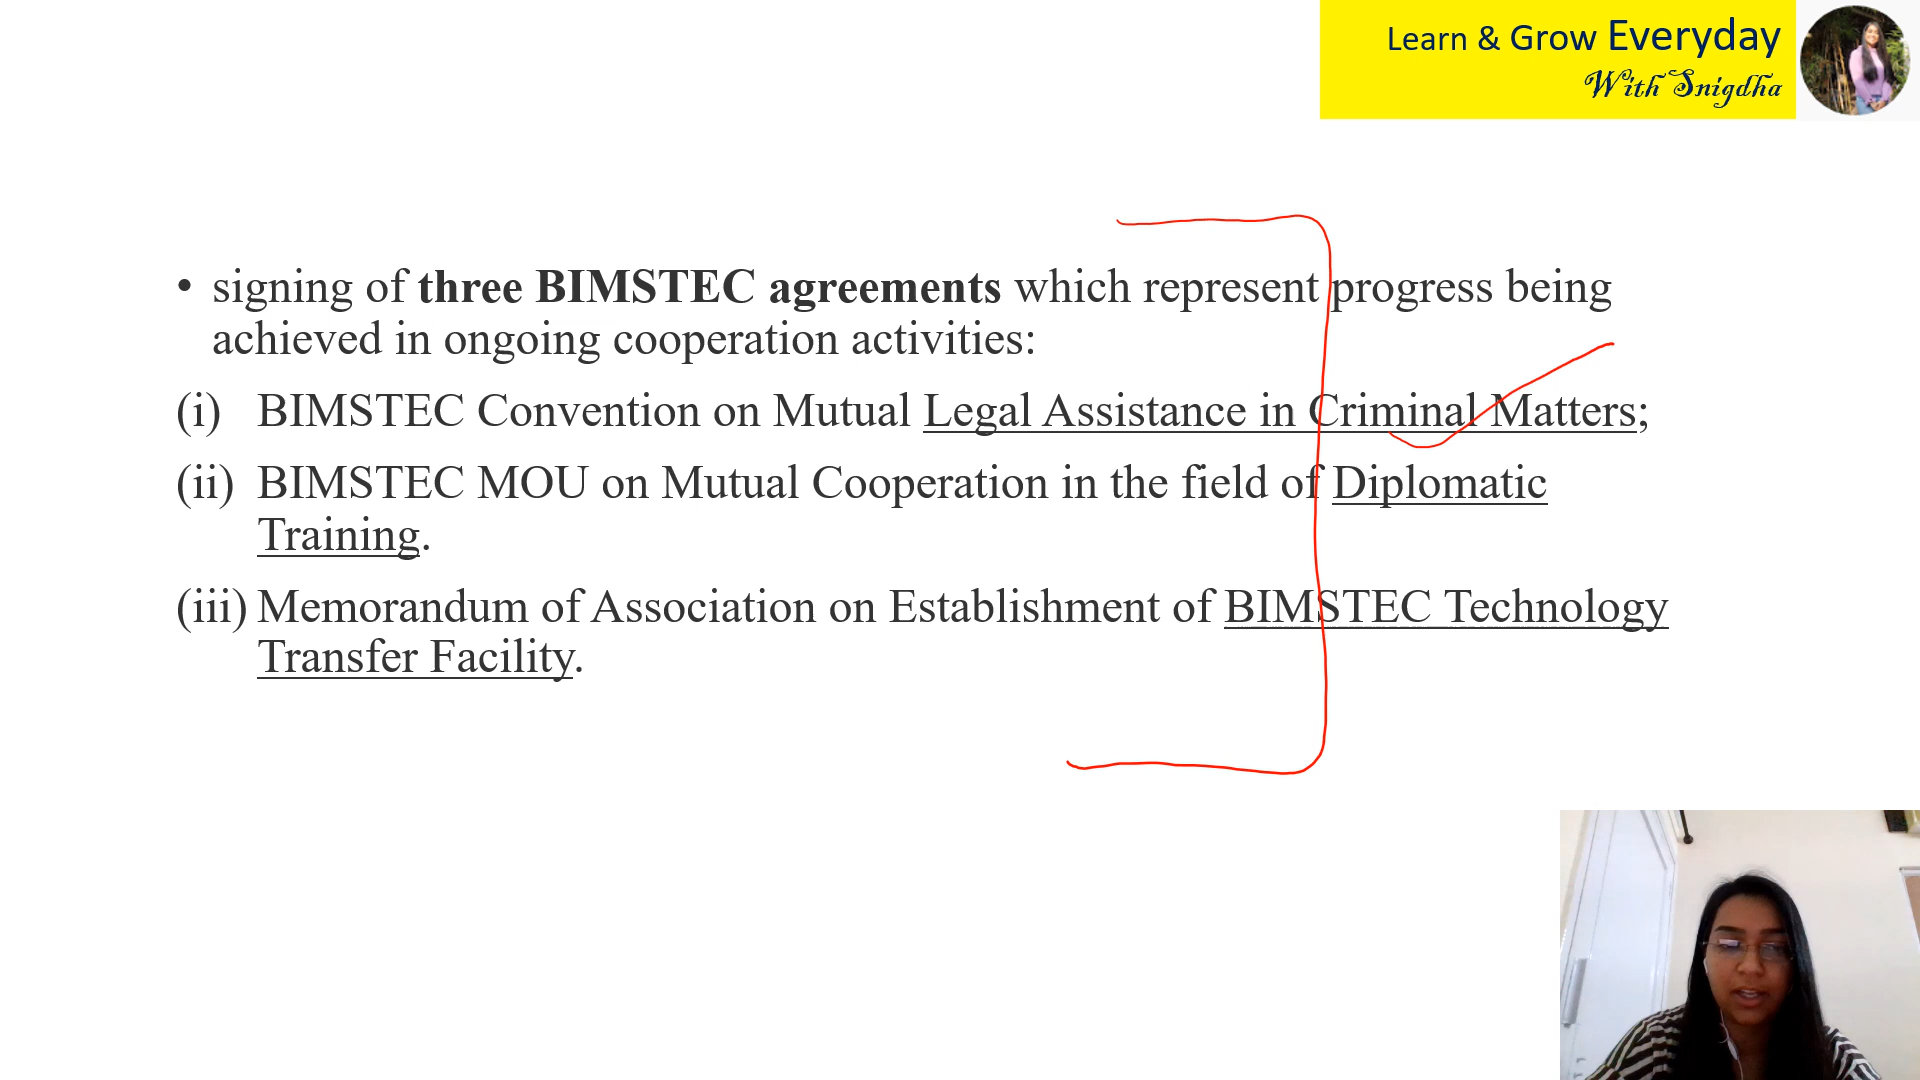 Learn & Grow Everyday
With Snigdha
• signing of three BIMSTEC agreements which represent progress being
achieved in ongoing cooperation activities:
(i) BIMSTEC Convention on Mutual Legal Assistance in Criminal Matters;
(ii) BIMSTEC MOU on Mutual Cooperation in the field of Diplomatic
Training.
(iii) Memorandum of Association on Establishment of BIMSTEC Technology
Transfer Facility.